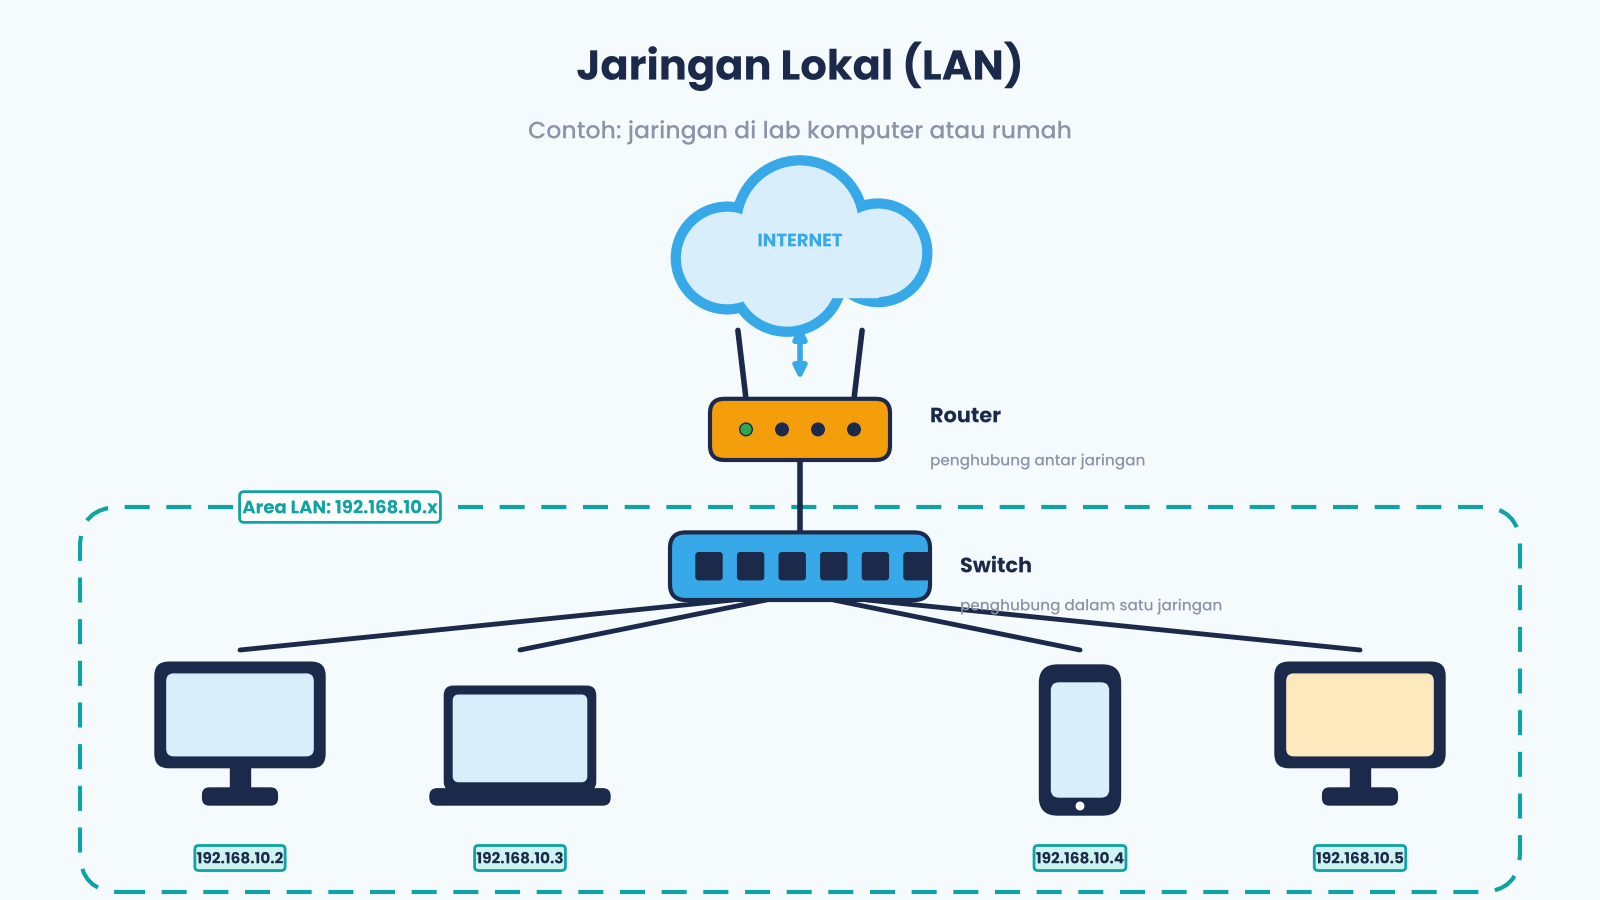 Jaringan Lokal (LAN)
Contoh: jaringan di lab komputer atau rumah
INTERNET
Router
penghubung antar jaringan
Area LAN: 192.168.10.x
Switch
penghubung dalam satu jaringan
192.168.10.2
192.168.10.3
192.168.10.4
192.168.10.5